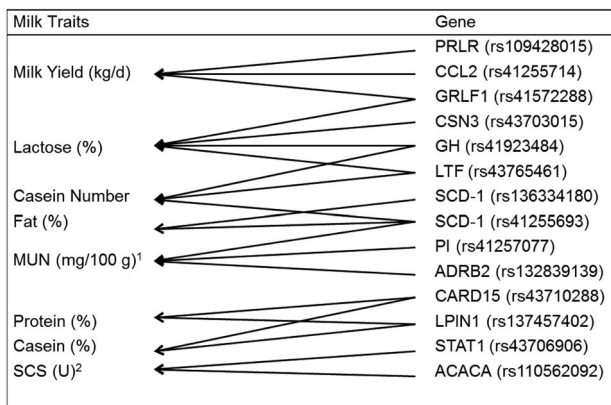 Milk Traits Gene
PRLR (rs109428015)
Milk Yield (kg/d) CCL2 (rs41255714)
GRLF1 (rs41572288)
CSN3 (rs43703015)
Lactose (%) GH (rs41923484)
LTF (rs43765461)
Casein Number SCD-1 (rs136334180)
Fat (%) SCD-1 (rs41255693)
PI (rs41257077)
MUN (mg/100 g)¹ ADRB2 (rs132839139)
CARD15 (rs43710288)
Protein (%) LPIN1 (rs137457402)
Casein (%) STAT1 (rs43706906)
SCS (U)² ACACA (rs110562092)